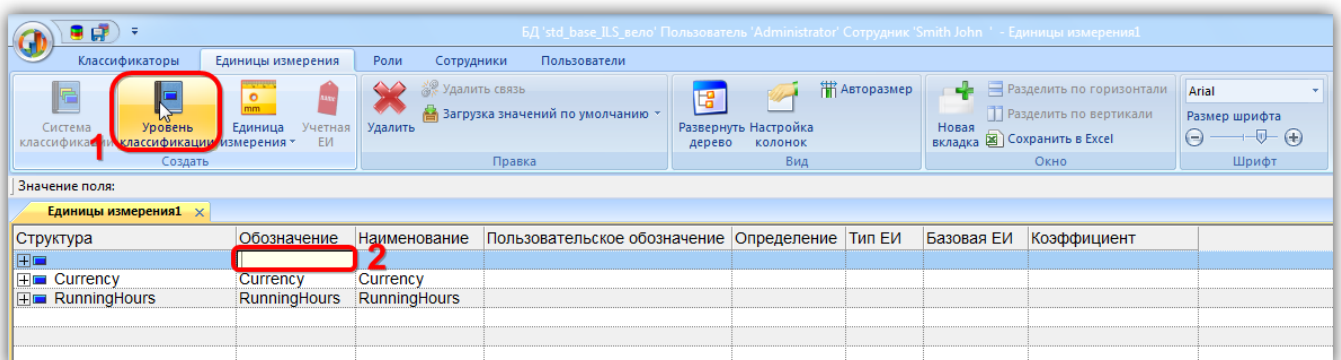 БД 'std_base_ILS_вело' Пользователь 'Administrator' Сотрудник 'Smith John ' - Единицы измерения1
Классификаторы Единицы измерения Роли Сотрудники Пользователи
Система классификации
Уровень классификации
mm
Единица измерения
BANK
Учетная ЕИ
Создать
1
Удалить
Удалить связь
Загрузка значений по умолчанию
Правка
Развернуть дерево
Настройка колонок
Авторазмер
Вид
Новая вкладка
Разделить по горизонтали
Разделить по вертикали
Сохранить в Excel
Окно
Arial
Размер шрифта
Шрифт
Значение поля:
Единицы измерения1
Структура Обозначение Наименование Пользовательское обозначение Определение Тип ЕИ Базовая ЕИ Коэффициент
2
Currency Currency Currency
RunningHours RunningHours RunningHours